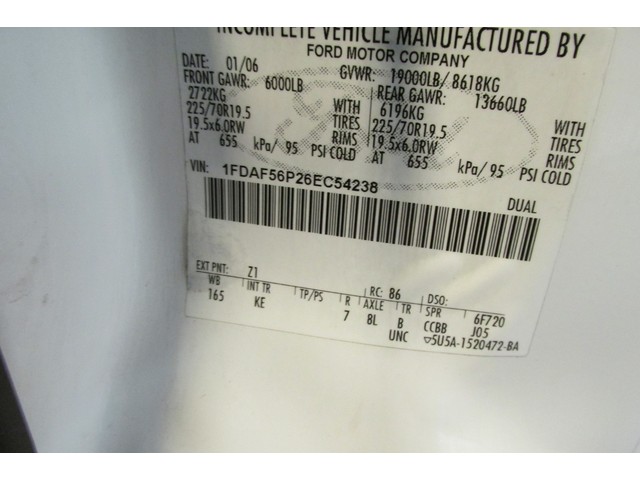 INCOMPLETE VEHICLE MANUFACTURED BY
FORD MOTOR COMPANY
DATE: 01/06 GVWR: 19000LB/ 8618KG
FRONT GAWR: 6000LB REAR GAWR: 13660LB
2722KG WITH 6196KG WITH
225/70R19.5 TIRES 225/70R19.5 TIRES
19.5x6.0RW RIMS 19.5x6.0RW RIMS
AT 655 kPa/ 95 PSI COLD AT 655 kPa/ 95 PSI COLD
VIN: 1FDAF56P26EC54238
DUAL
EXT PNT: Z1 RC: 86 DSO:
WB INT TR TP/PS R AXLE TR SPR 6F720
165 KE 7 8L B CCBB J05
UNC ▽5U5A-1520472-BA